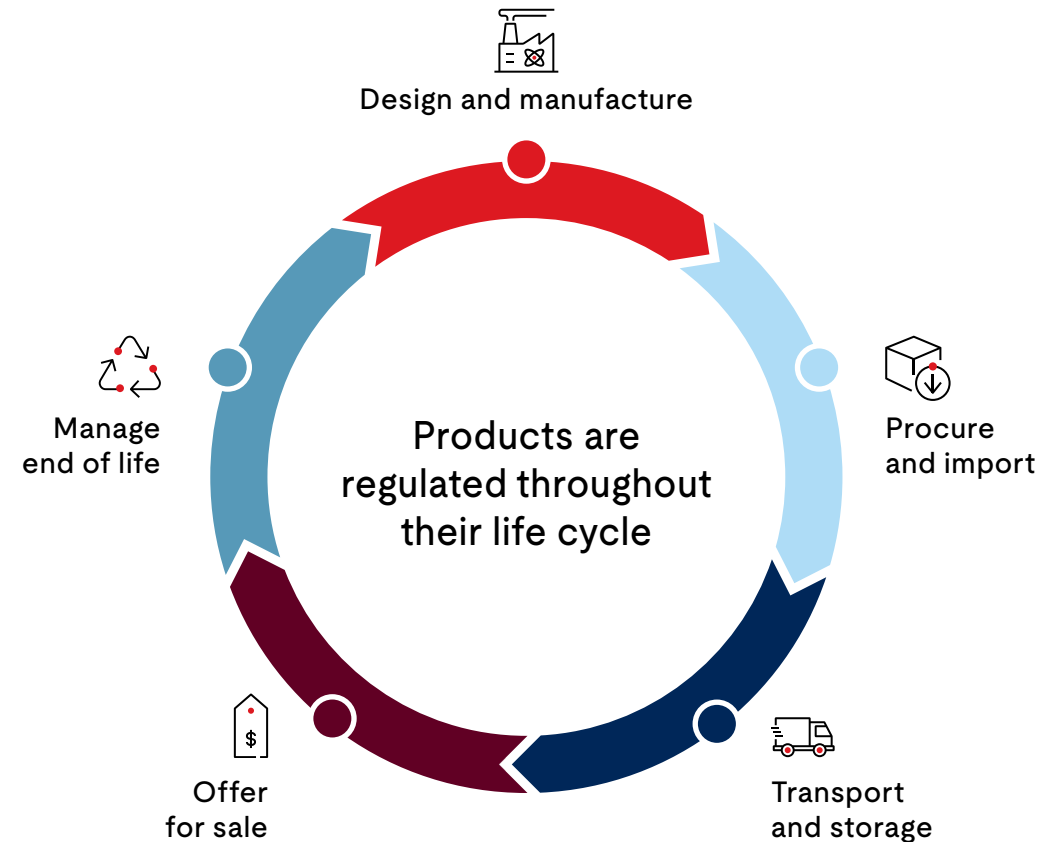 Design and manufacture
Procure
and import
Transport
and storage
$
Offer
for sale
Manage
end of life
Products are
regulated throughout
their life cycle